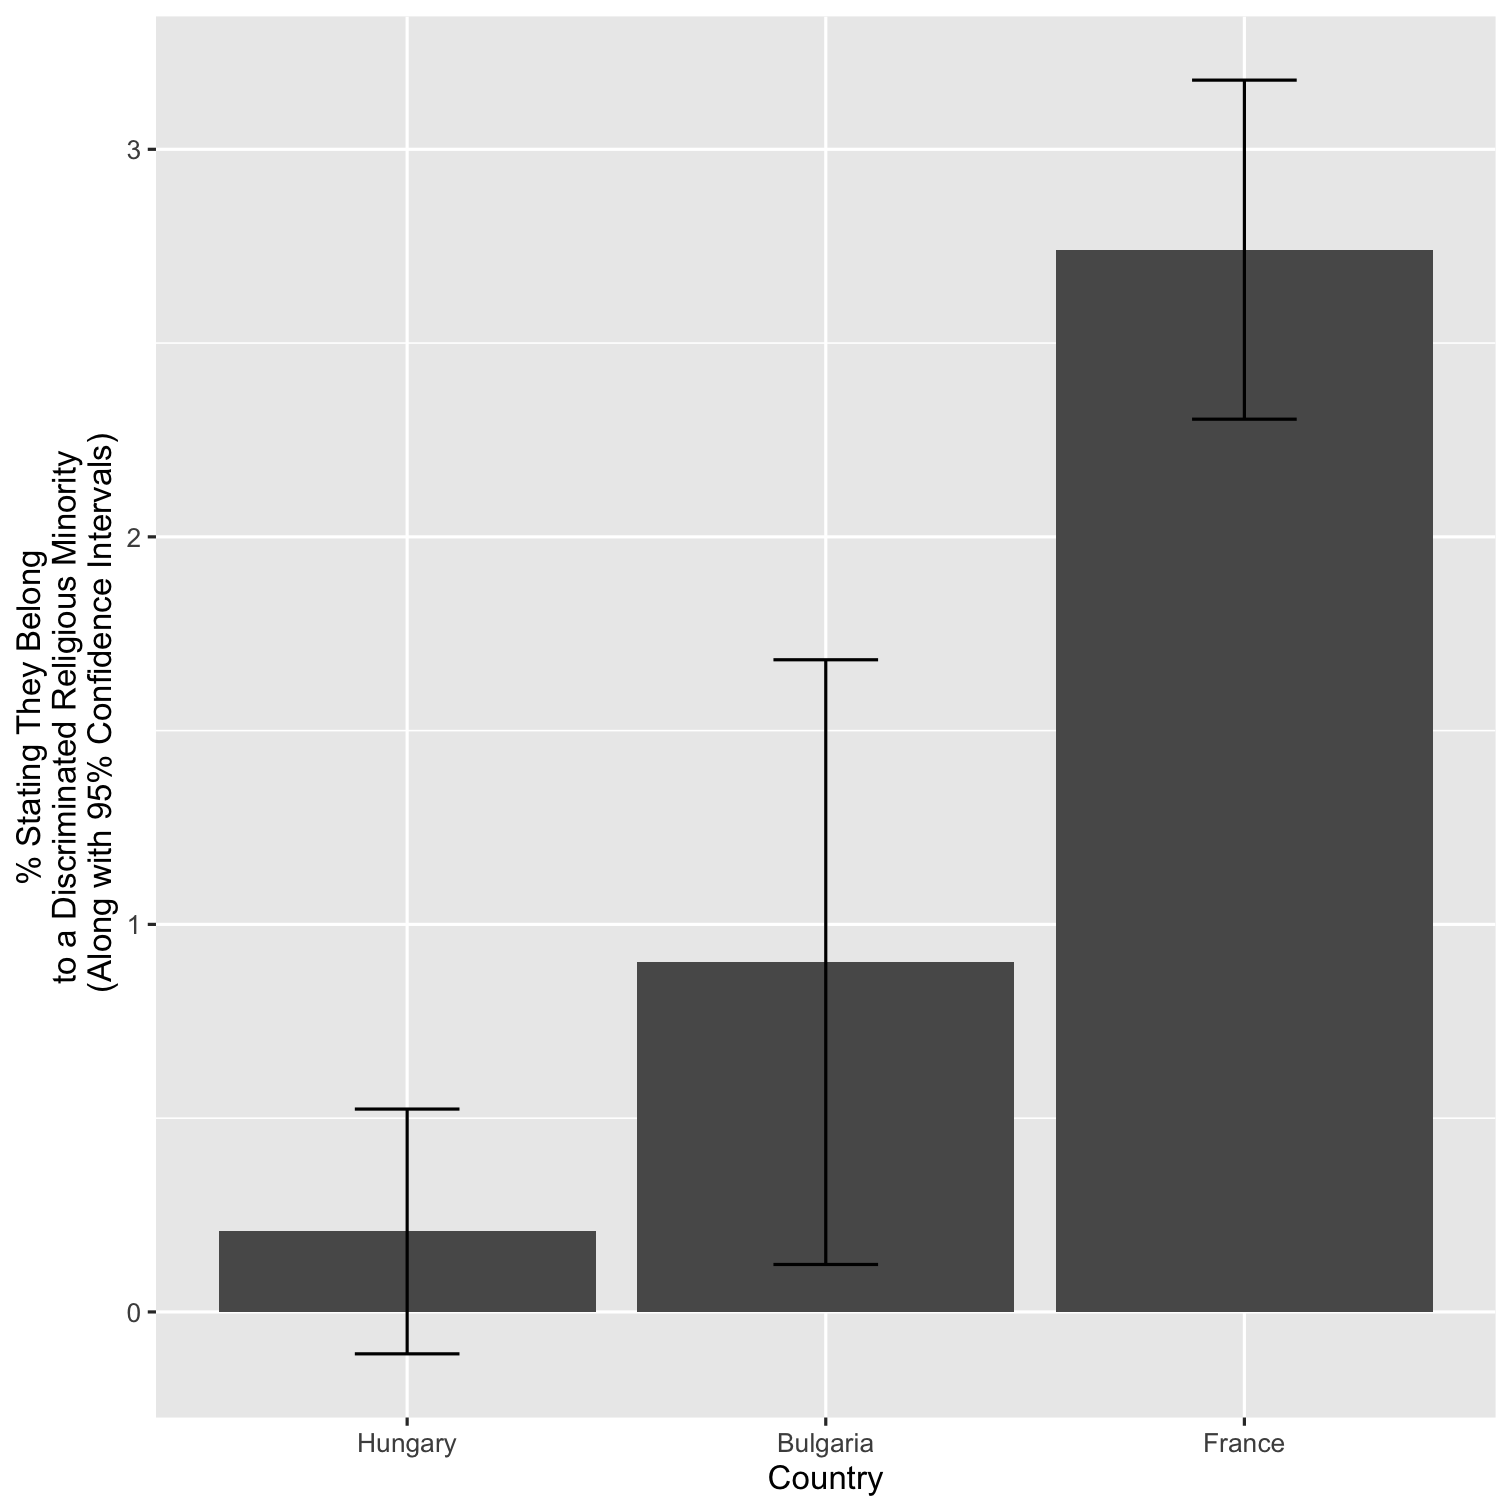 % Stating They Belong
to a Discriminated Religious Minority
(Along with 95% Confidence Intervals)
3
2
1
0
Hungary
Bulgaria
France
Country